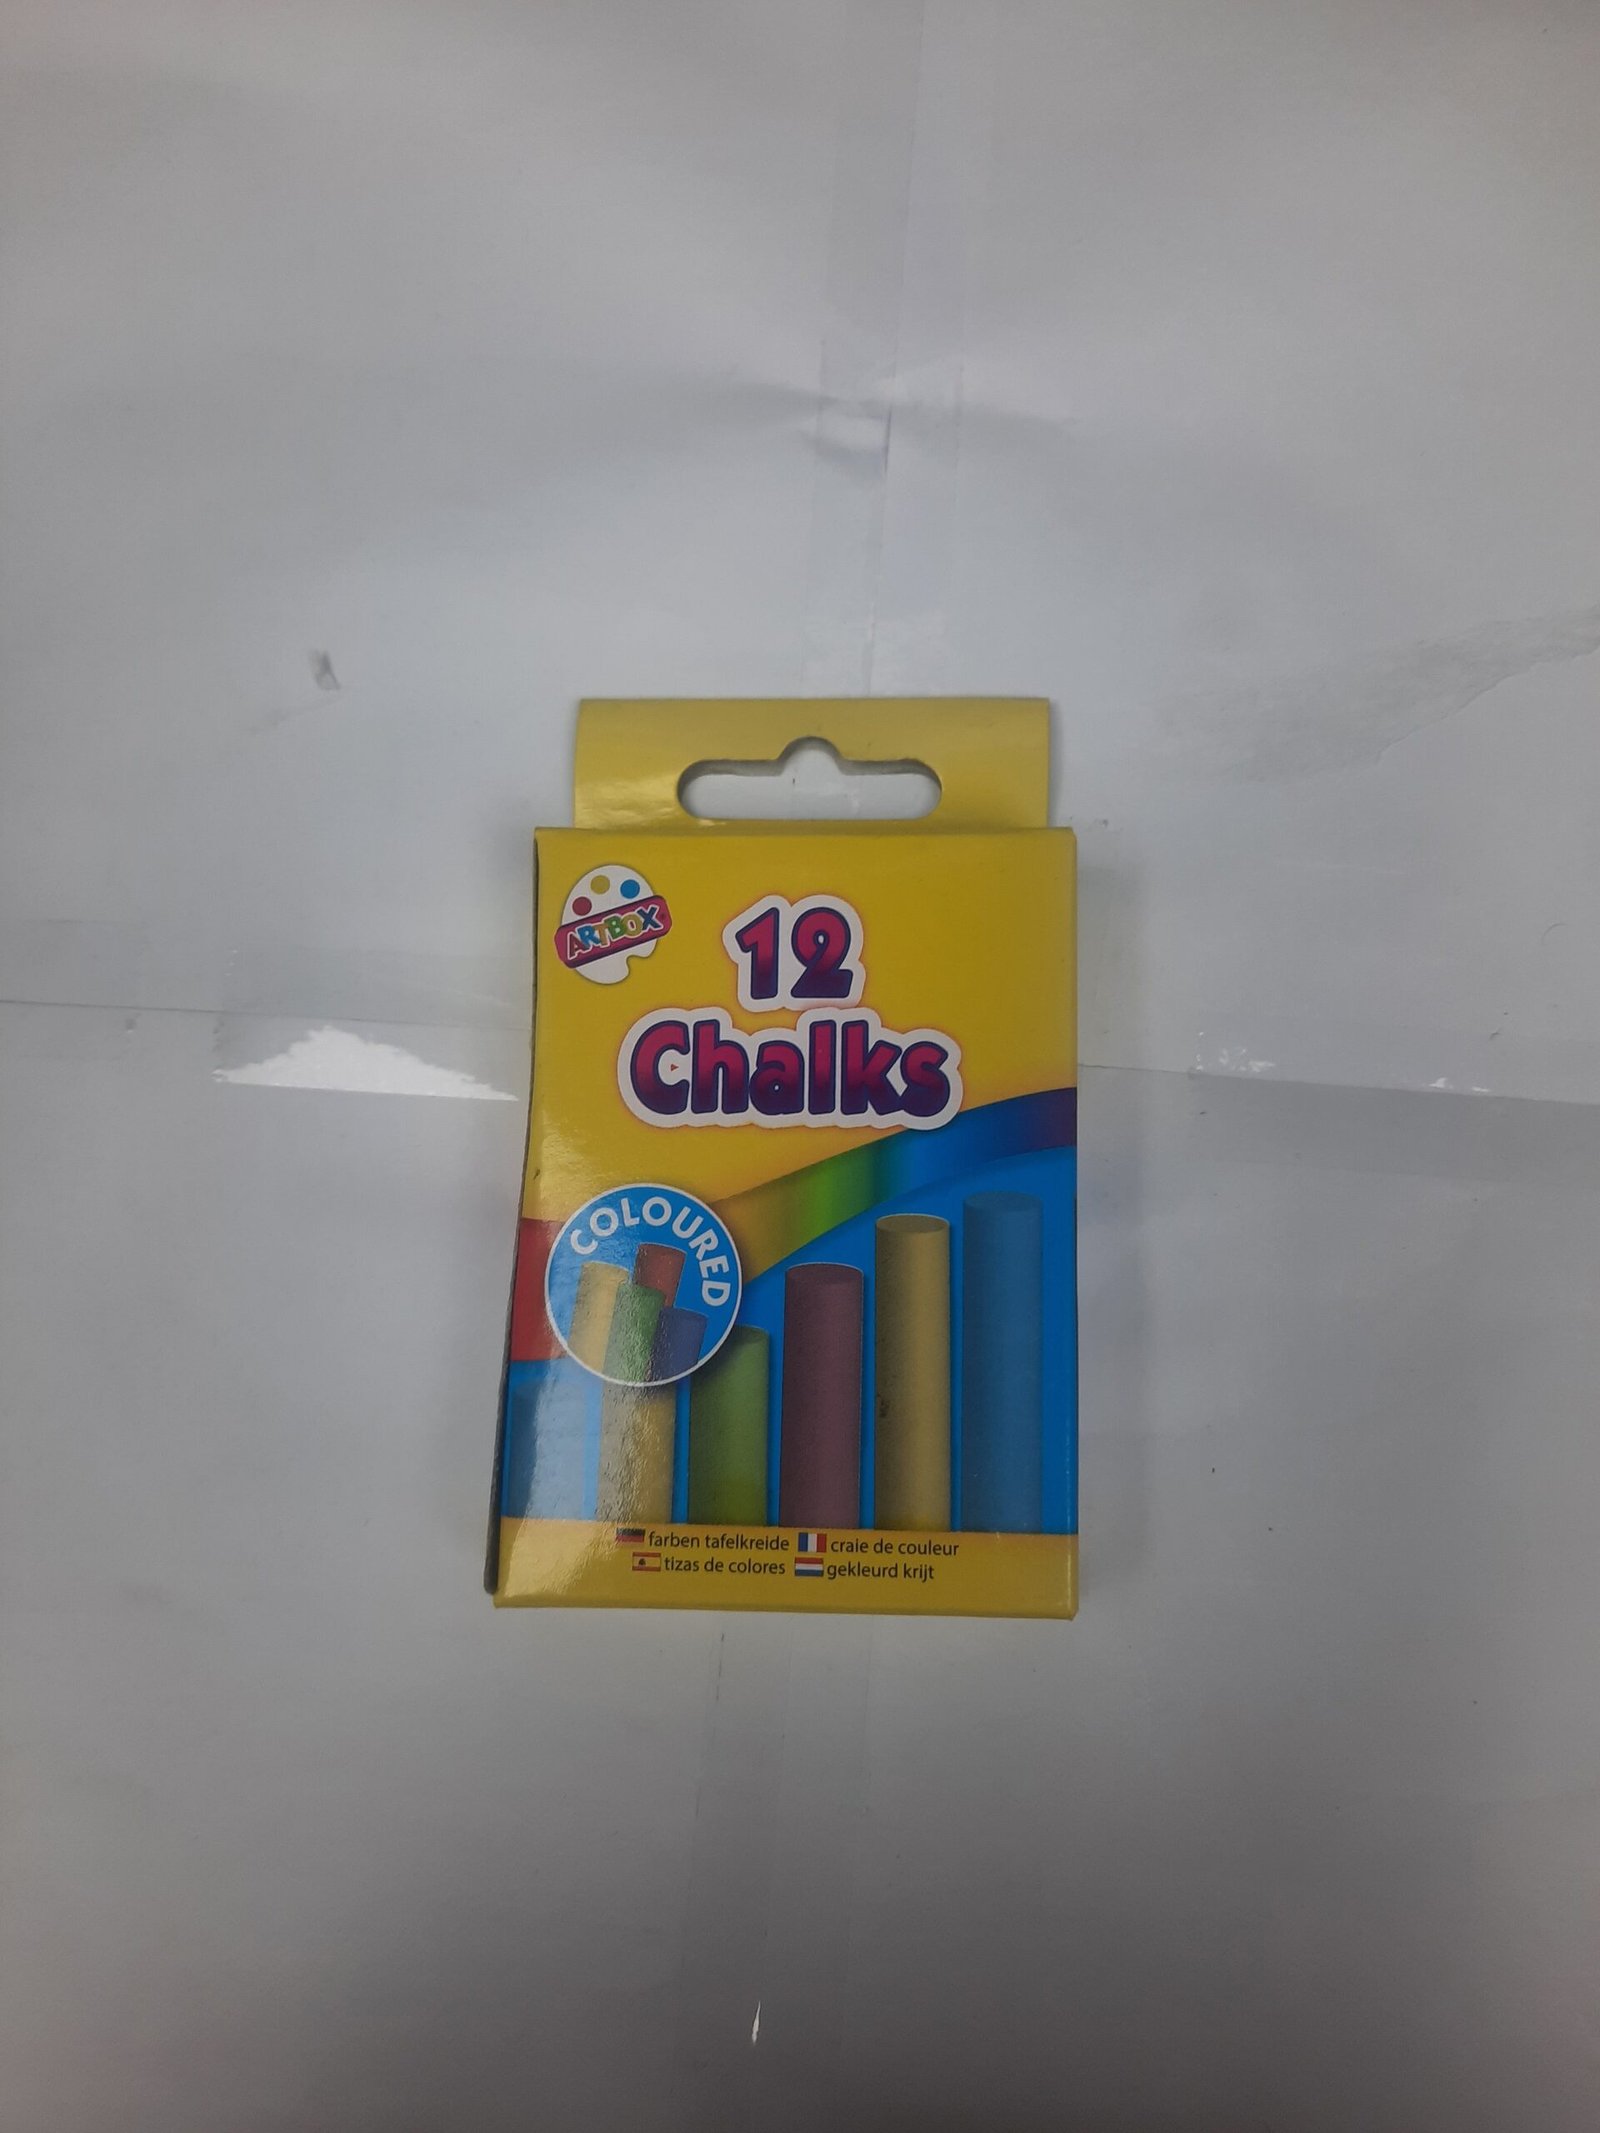 ARTBOX
12
Chalks
COLOURED
farben tafelkreide craie de couleur
tizas de colores gekleurd krijt